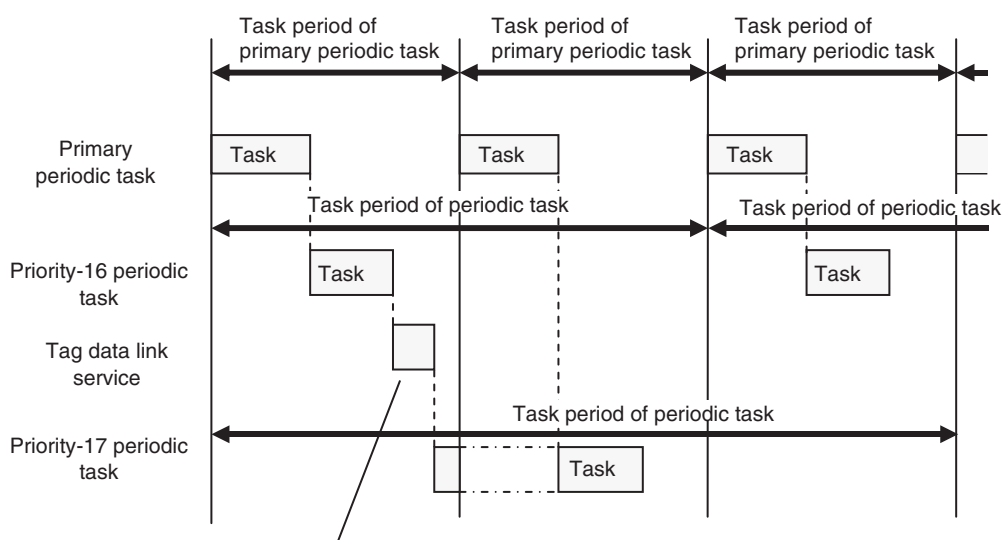 Task period of
primary periodic task
Task period of
primary periodic task
Task period of
primary periodic task
Primary
periodic task
Task
Task
Task
Task period of periodic task
Task period of periodic task
Priority-16 periodic
task
Task
Task
Tag data link
service
Task period of periodic task
Priority-17 periodic
task
Task